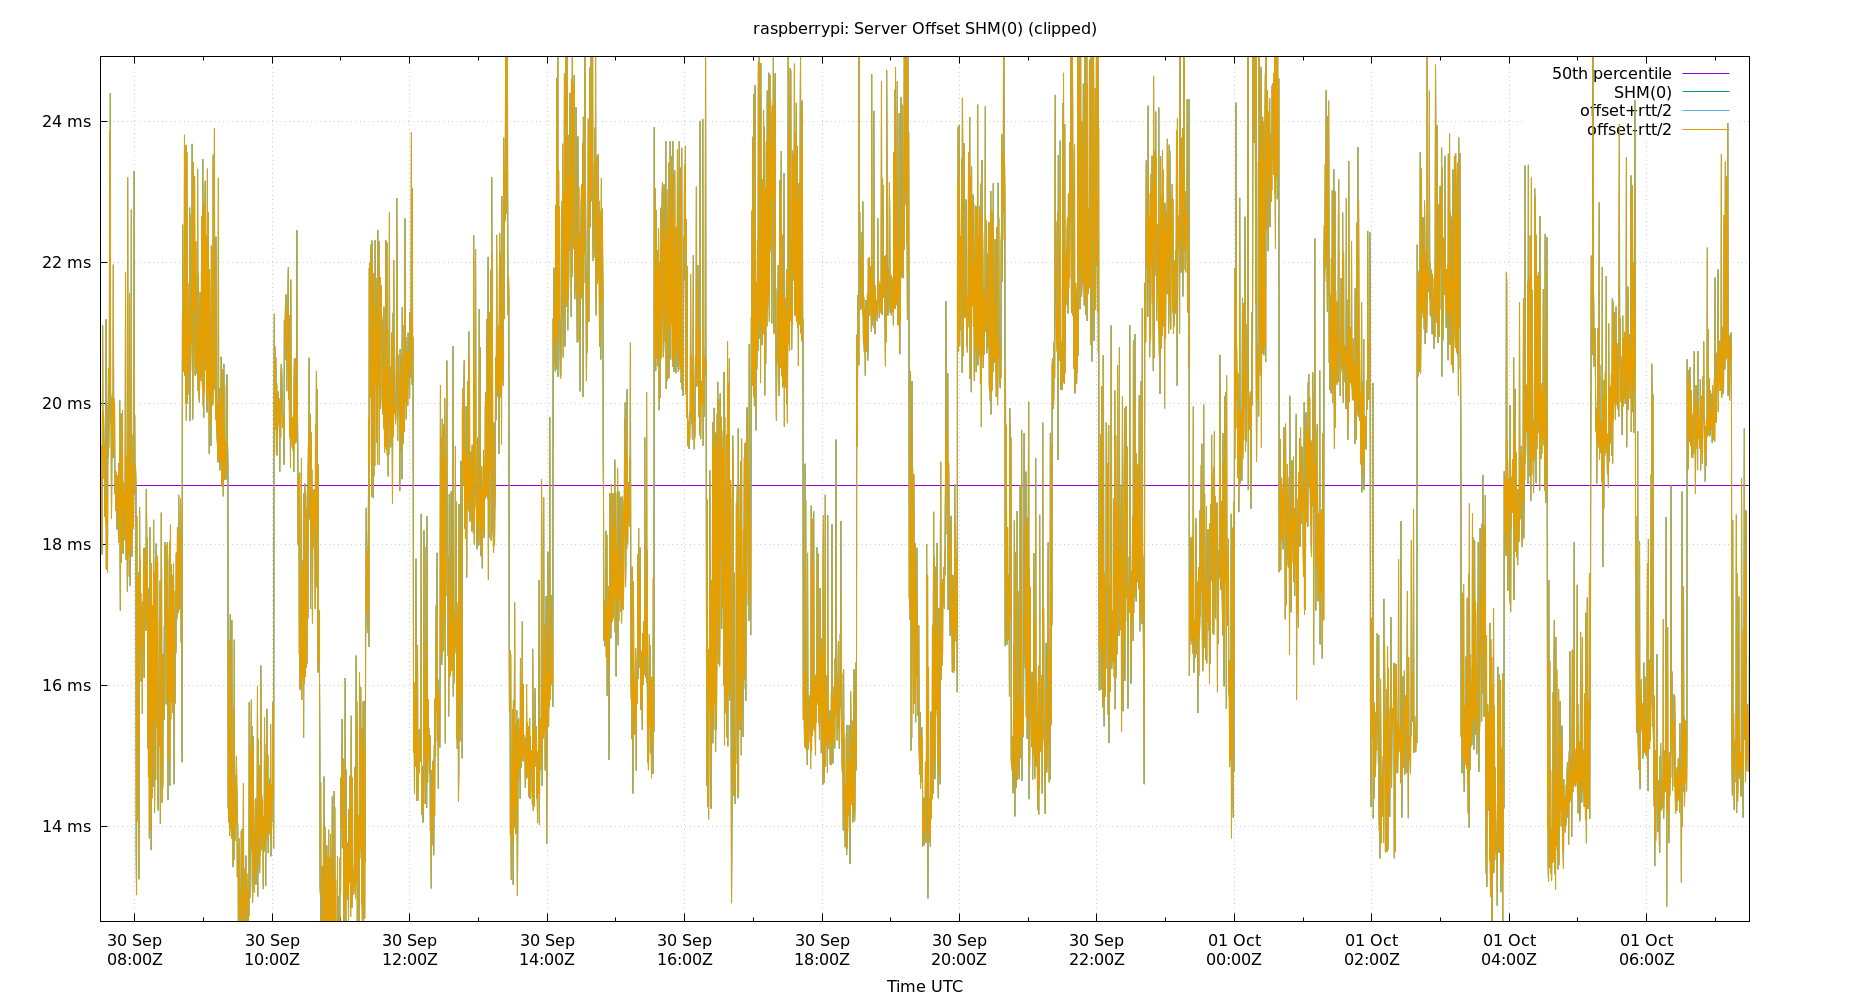 raspberrypi: Server Offset SHM(0) (clipped)
50th percentile
SHM(0)
offset+rtt/2
offset-rtt/2
24 ms
22 ms
20 ms
18 ms
16 ms
14 ms
30 Sep 30 Sep 30 Sep 30 Sep 30 Sep 30 Sep 30 Sep 30 Sep 01 Oct 01 Oct 01 Oct 01 Oct
08:00Z 10:00Z 12:00Z 14:00Z 16:00Z 18:00Z 20:00Z 22:00Z 00:00Z 02:00Z 04:00Z 06:00Z
Time UTC